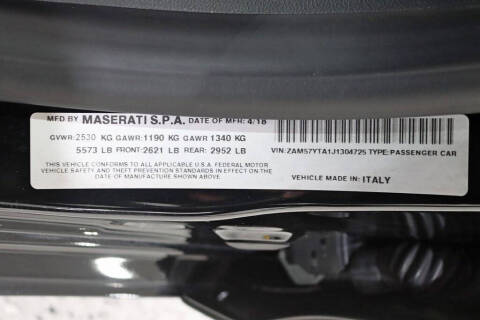 MFD BY MASERATI S.P.A. DATE OF MFR: 4/18
GVWR:2530 KG GAWR:1190 KG GAWR 1340 KG
5573 LB FRONT:2621 LB REAR: 2952 LB
VIN:ZAM57YTA1J1304725 TYPE:PASSENGER CAR
THIS VEHICLE CONFORMS TO ALL APPLICABLE U.S.A. FEDERAL MOTOR
VEHICLE SAFETY AND THEFT PREVENTION STANDARDS IN EFFECT ON
THE DATE OF MANUFACTURE SHOWN ABOVE.
MADE IN: ITALY